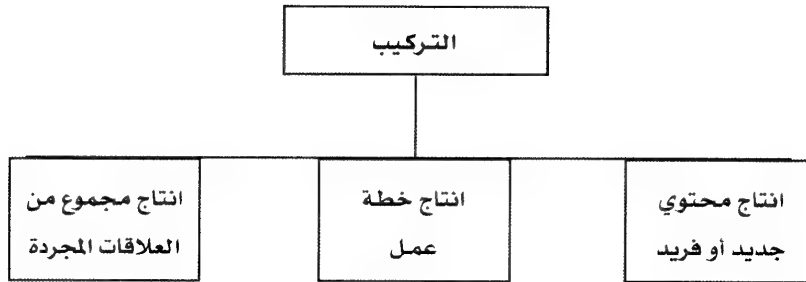 التركيب
انتاج محتوي
جديد أو فريد
انتاج خطة
عمل
انتاج مجموع من
العلاقات المجردة